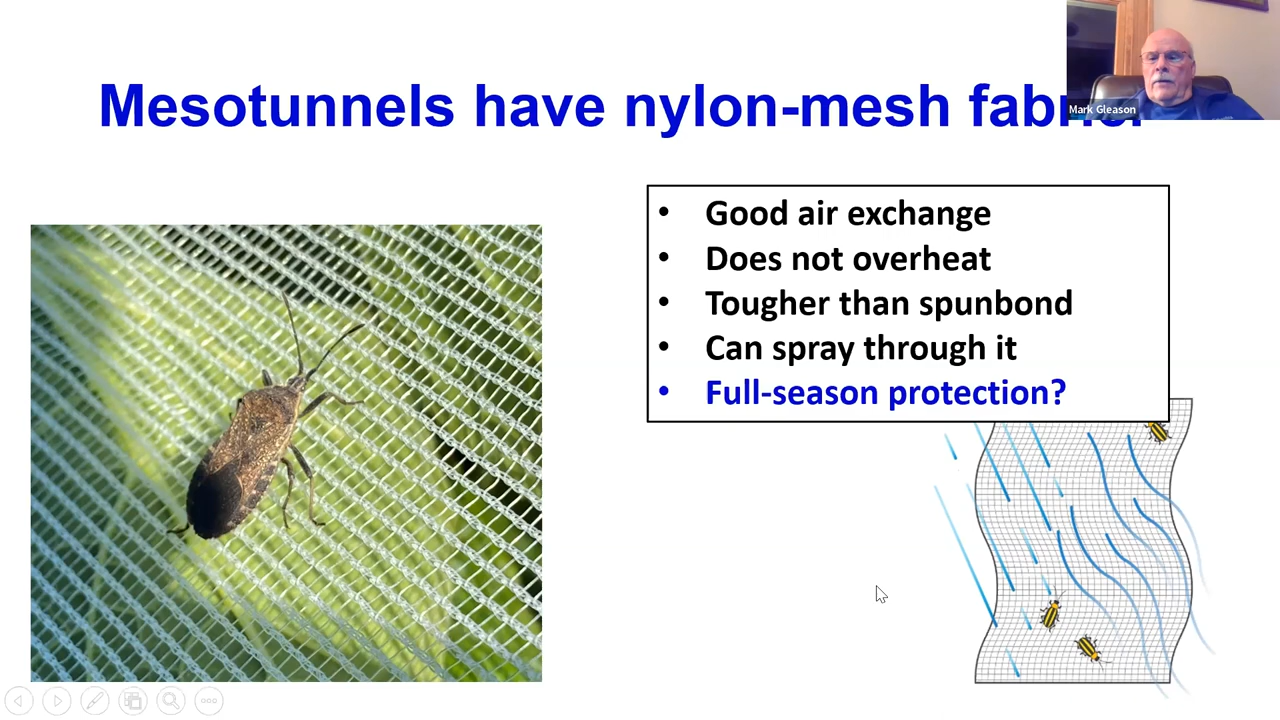 Mesotunnels have nylon-mesh
Mark Gleason
• Good air exchange
• Does not overheat
• Tougher than spunbond
• Can spray through it
• Full-season protection?